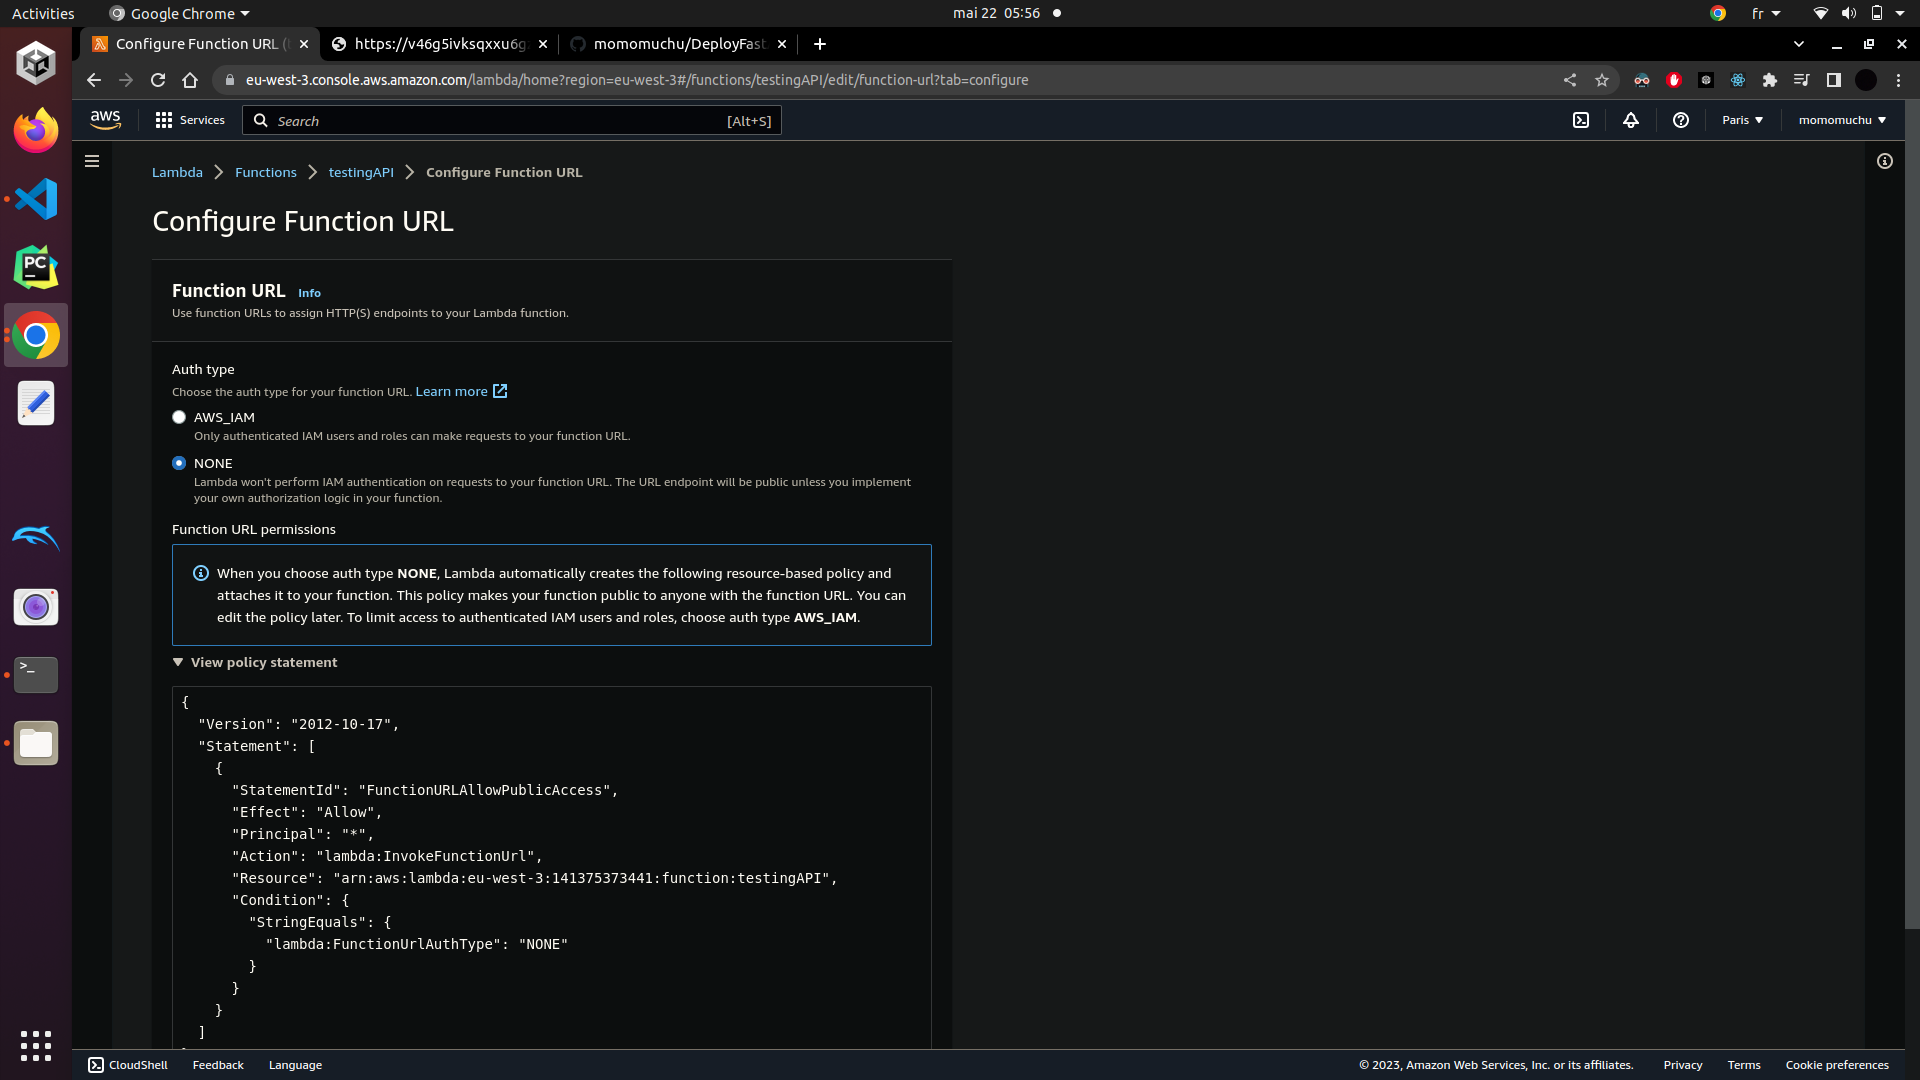 Activities
Google Chrome
mai 22 05:56
fr
Configure Function URL (
https://v46g5ivksqxxu6g
momomuchu/DeployFast
eu-west-3.console.aws.amazon.com/lambda/home?region=eu-west-3#/functions/testingAPI/edit/function-url?tab=configure
aws
Services
Search
[Alt+S]
Paris
momomuchu
Lambda
Functions
testingAPI
Configure Function URL
Configure Function URL
Function URL Info
Use function URLs to assign HTTP(S) endpoints to your Lambda function.
Auth type
Choose the auth type for your function URL. Learn more
AWS_IAM
Only authenticated IAM users and roles can make requests to your function URL.
NONE
Lambda won't perform IAM authentication on requests to your function URL. The URL endpoint will be public unless you implement
your own authorization logic in your function.
Function URL permissions
When you choose auth type NONE, Lambda automatically creates the following resource-based policy and
attaches it to your function. This policy makes your function public to anyone with the function URL. You can
edit the policy later. To limit access to authenticated IAM users and roles, choose auth type AWS_IAM.
View policy statement
{
"Version": "2012-10-17",
"Statement": [
{
"StatementId": "FunctionURLAllowPublicAccess",
"Effect": "Allow",
"Principal": "*",
"Action": "lambda:InvokeFunctionUrl",
"Resource": "arn:aws:lambda:eu-west-3:141375373441:function:testingAPI",
"Condition": {
"StringEquals": {
"lambda:FunctionUrlAuthType": "NONE"
}
}
}
]
PC
>_
CloudShell
Feedback
Language
© 2023, Amazon Web Services, Inc. or its affiliates.
Privacy
Terms
Cookie preferences